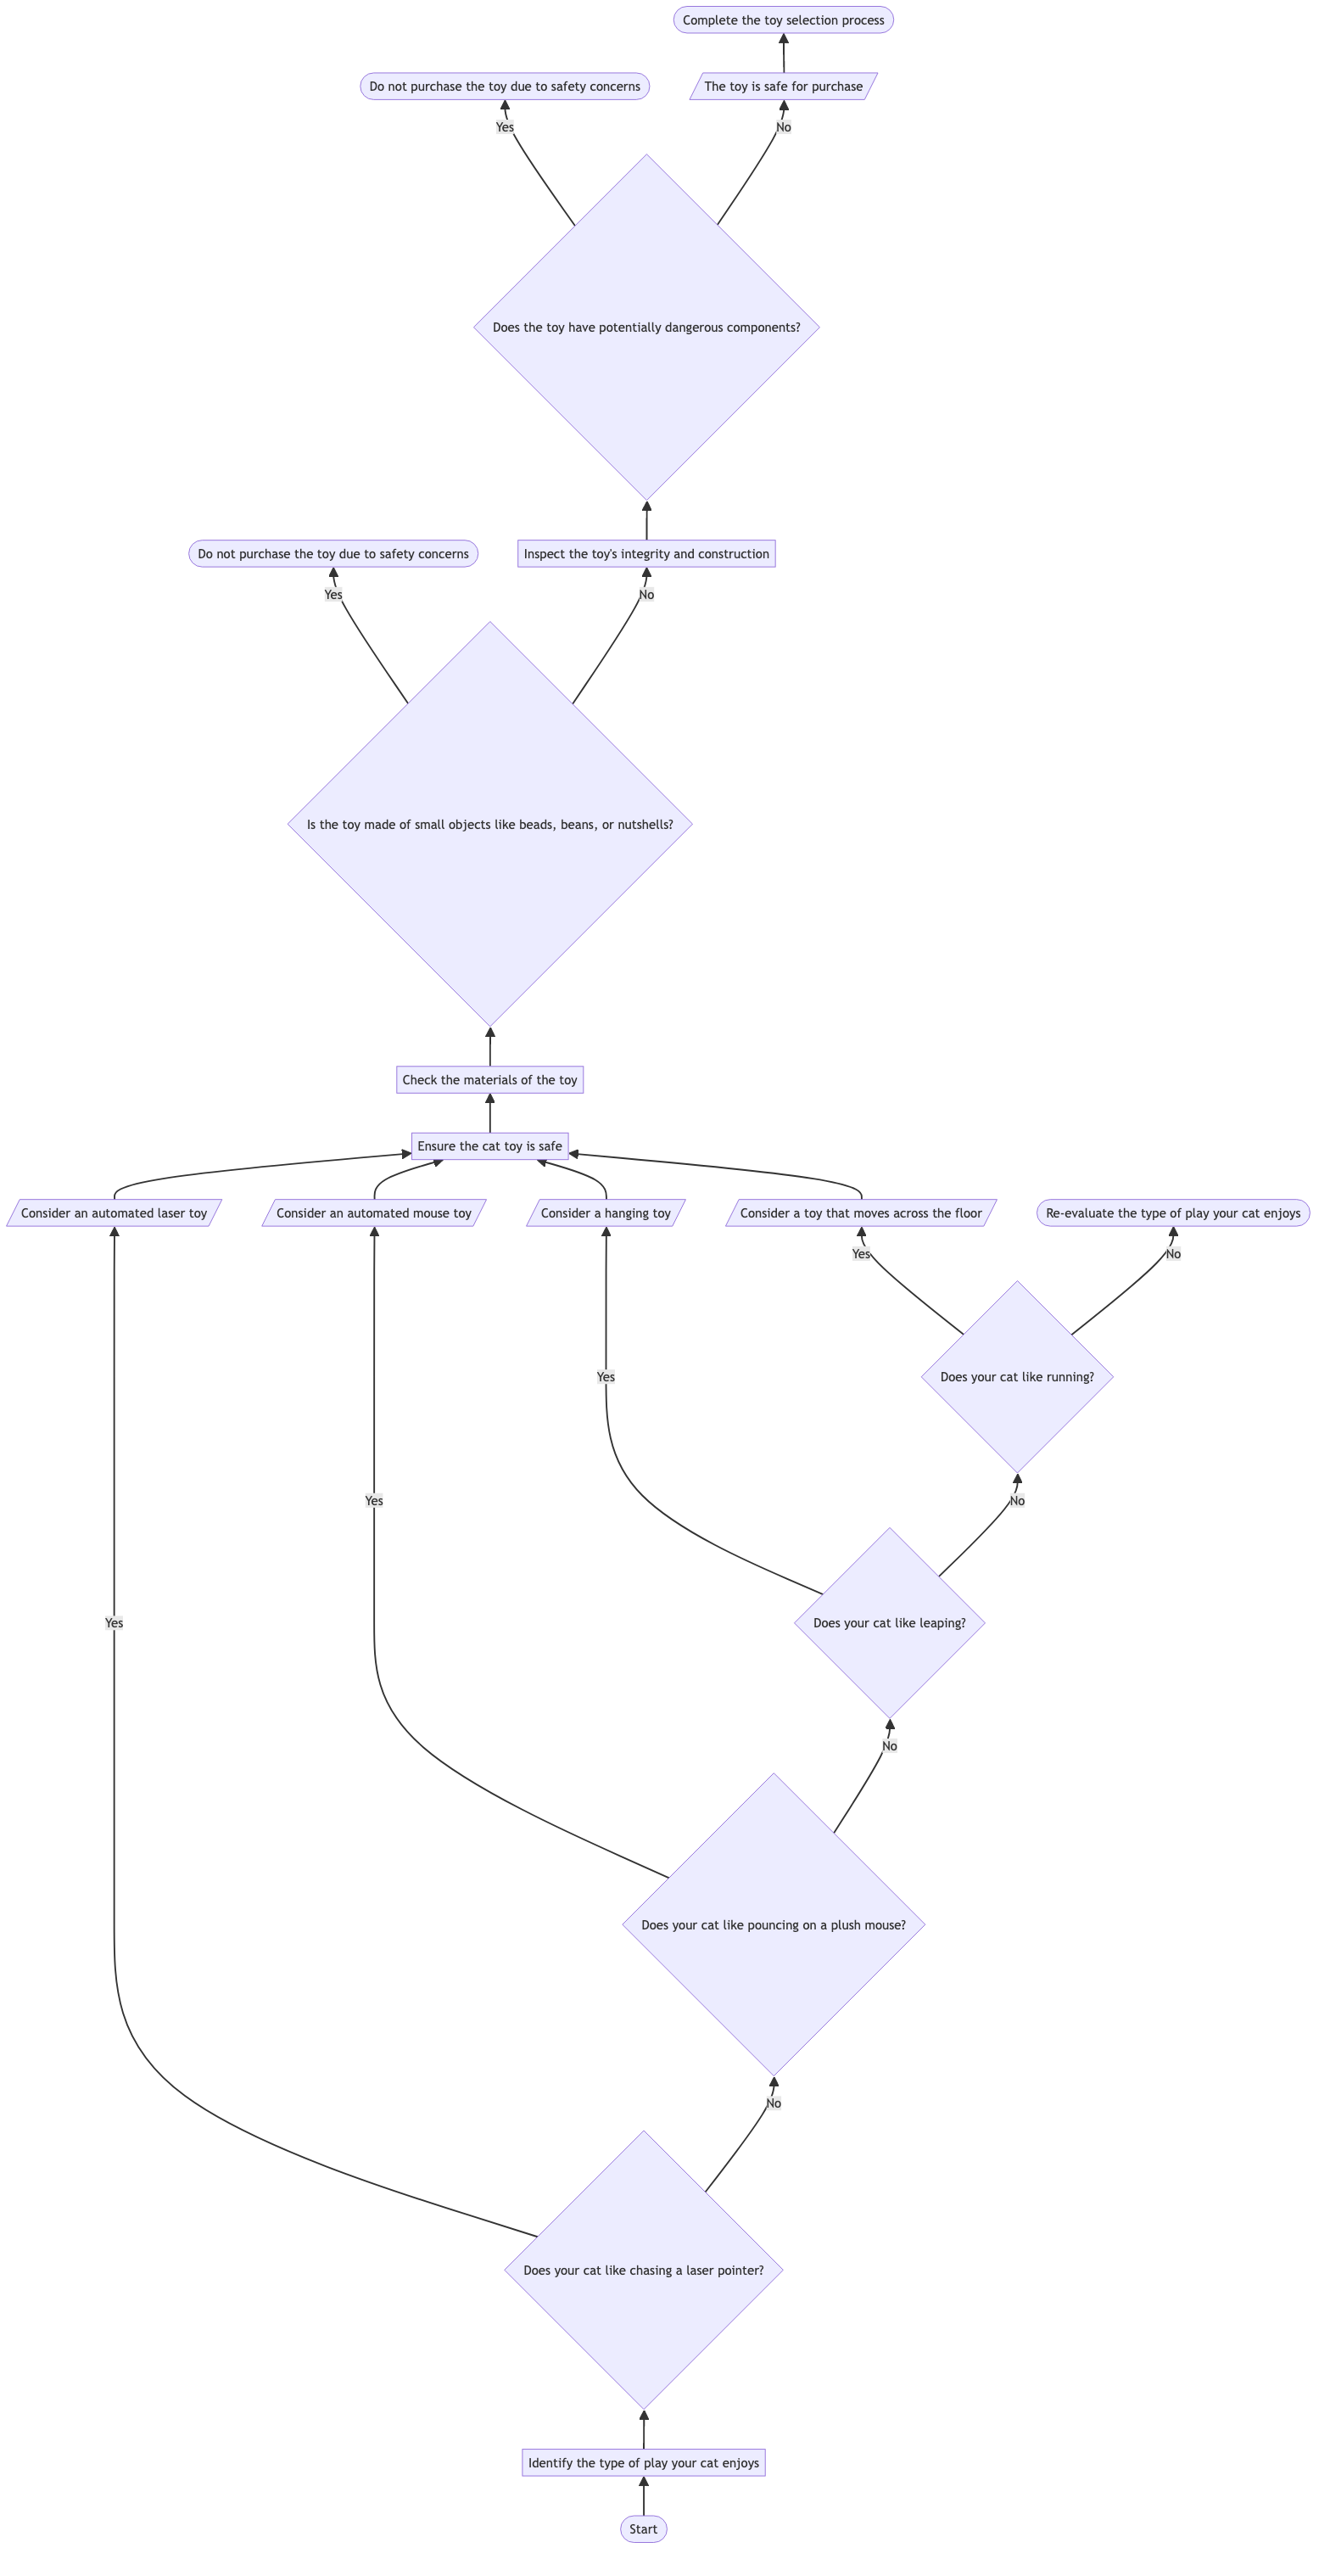 Complete the toy selection process
Do not purchase the toy due to safety concerns
The toy is safe for purchase
Yes
No
Does the toy have potentially dangerous components?
Do not purchase the toy due to safety concerns
Inspect the toy's integrity and construction
Yes
No
Is the toy made of small objects like beads, beans, or nutshells?
Check the materials of the toy
Ensure the cat toy is safe
Consider an automated laser toy
Consider an automated mouse toy
Consider a hanging toy
Consider a toy that moves across the floor
Re-evaluate the type of play your cat enjoys
Yes
No
Yes
Does your cat like running?
Yes
No
Yes
Does your cat like leaping?
No
Does your cat like pouncing on a plush mouse?
No
Does your cat like chasing a laser pointer?
Identify the type of play your cat enjoys
Start